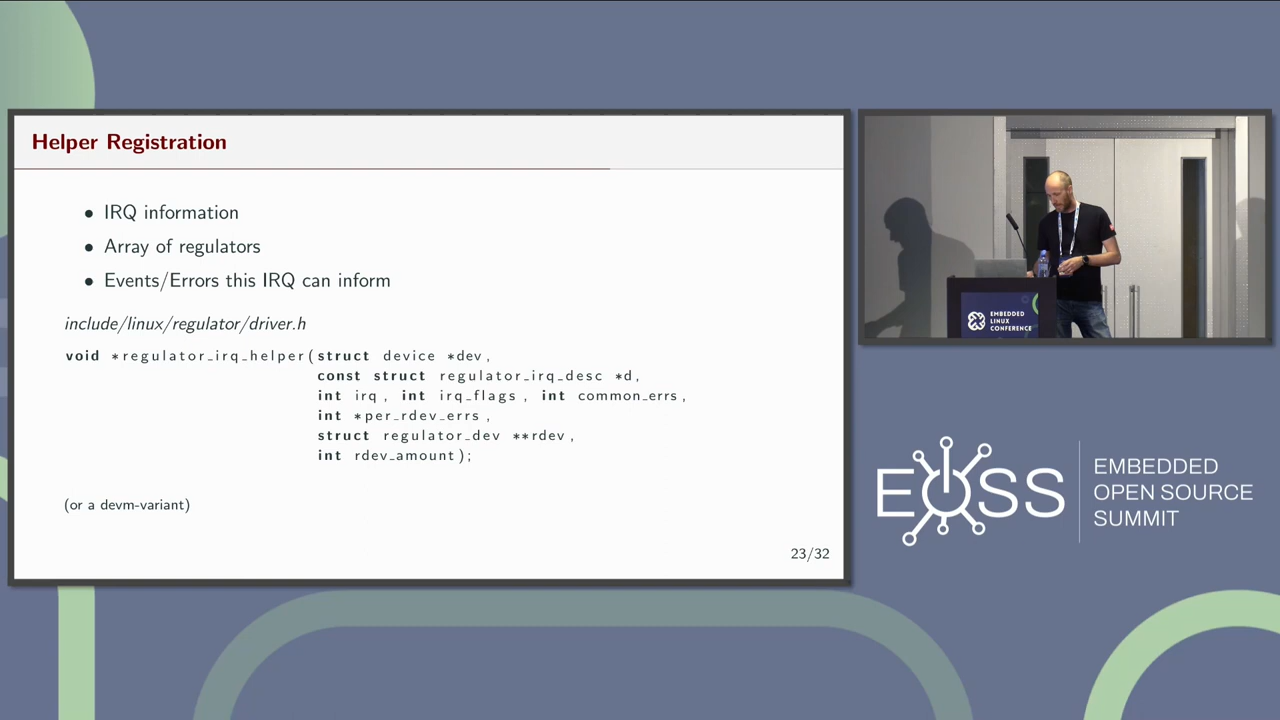 Helper Registration
• IRQ information
• Array of regulators
• Events/Errors this IRQ can inform
include/linux/regulator/driver.h
void *regulator_irq_helper(struct device *dev,
const struct regulator_irq_desc *d,
int irq, int irq_flags, int common_errs,
int *per_rdev_errs,
struct regulator_dev **rdev,
int rdev_amount);
(or a devm-variant)
23/32
EMBEDDED
LINUX
CONFERENCE
EOSS
EMBEDDED
OPEN SOURCE
SUMMIT